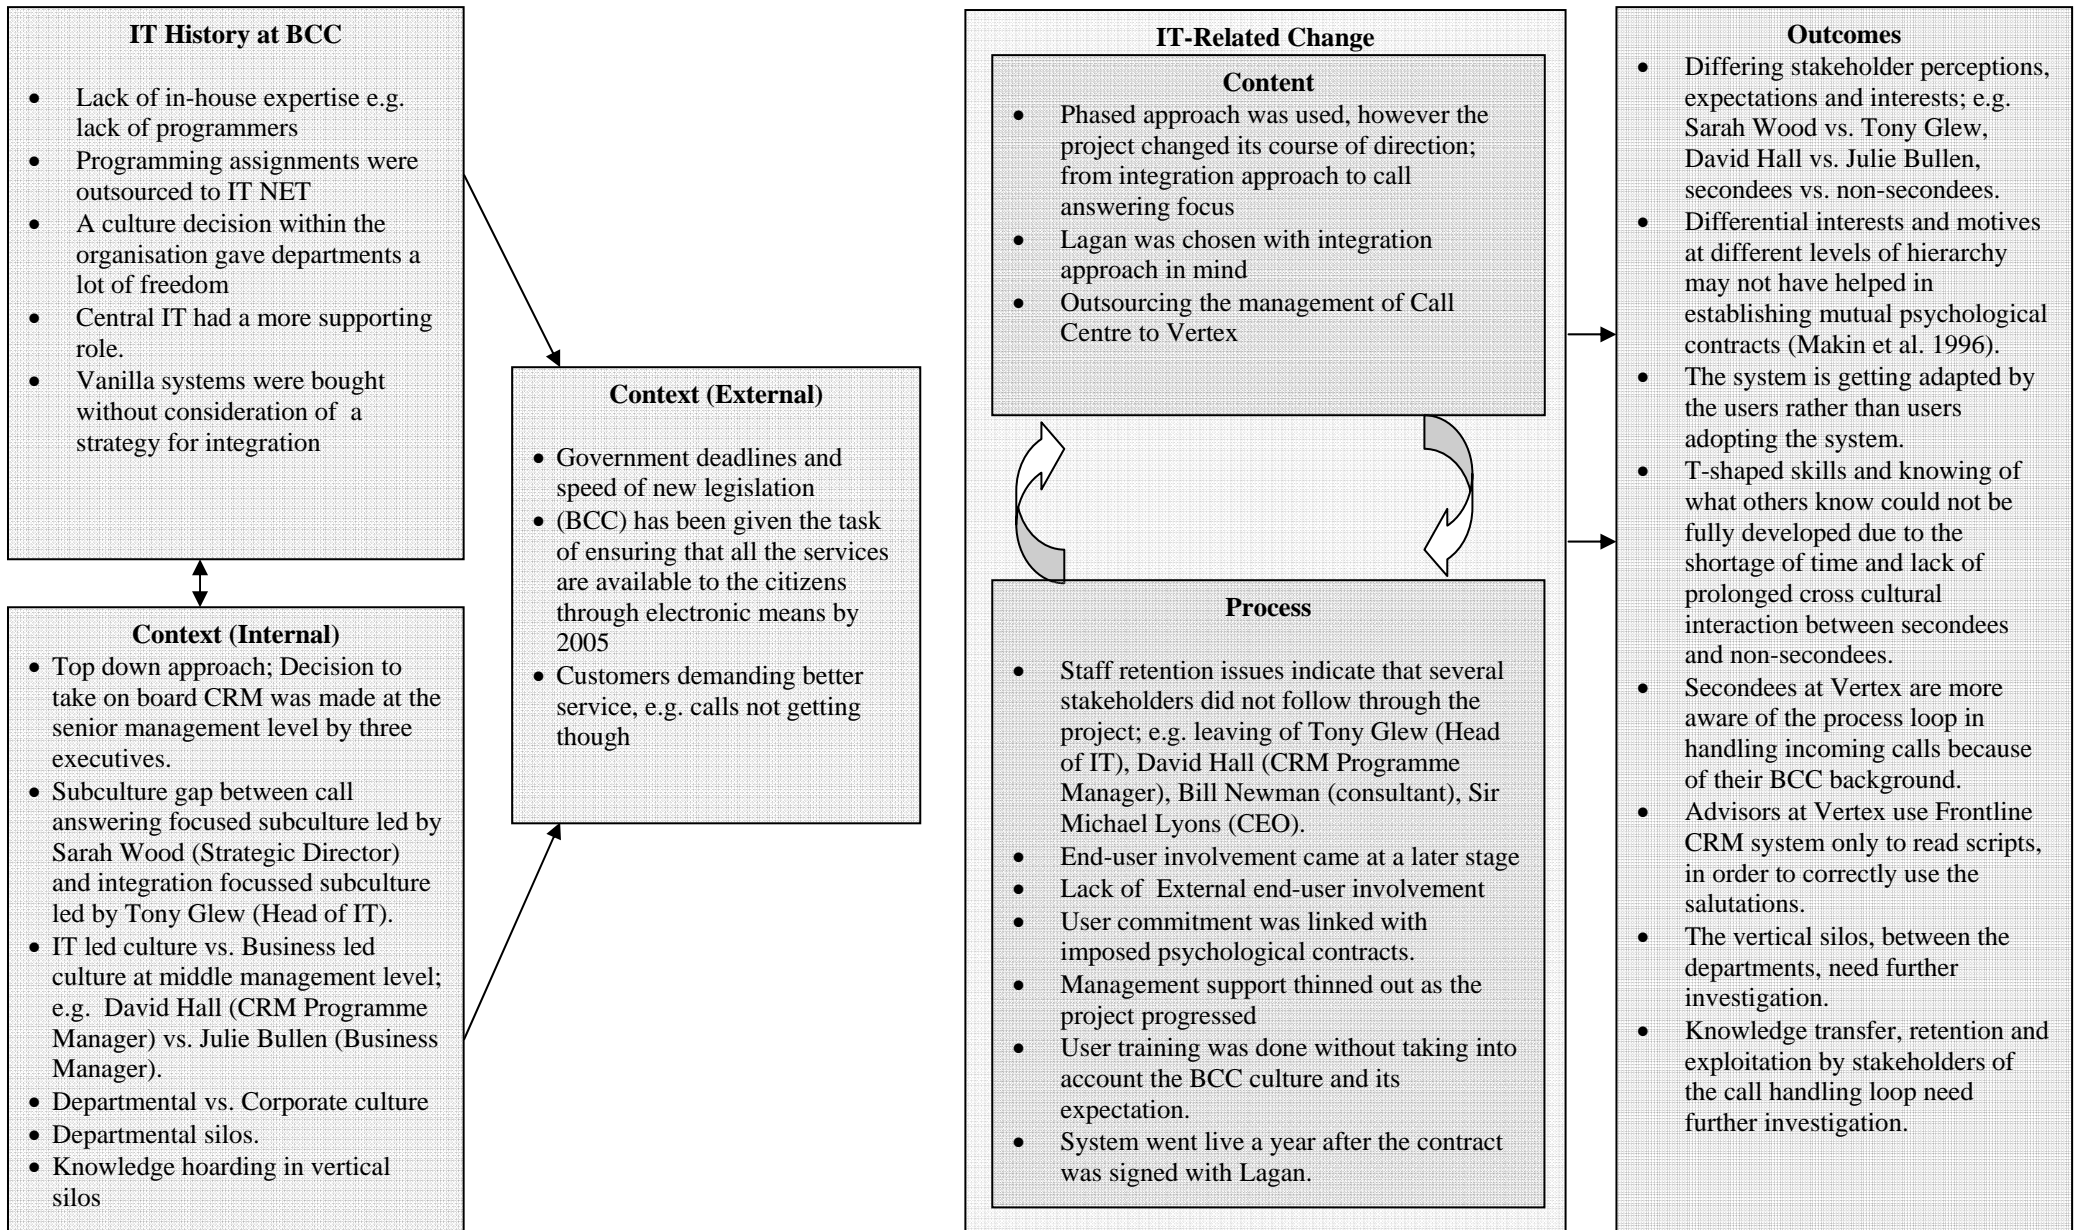 IT History at BCC
• Lack of in-house expertise e.g.
lack of programmers
• Programming assignments were
outsourced to IT NET
• A culture decision within the
organisation gave departments a
lot of freedom
• Central IT had a more supporting
role.
• Vanilla systems were bought
without consideration of a
strategy for integration
Context (Internal)
• Top down approach; Decision to
take on board CRM was made at the
senior management level by three
executives.
• Subculture gap between call
answering focused subculture led by
Sarah Wood (Strategic Director)
and integration focussed subculture
led by Tony Glew (Head of IT).
• IT led culture vs. Business led
culture at middle management level;
e.g. David Hall (CRM Programme
Manager) vs. Julie Bullen (Business
Manager).
• Departmental vs. Corporate culture
• Departmental silos.
• Knowledge hoarding in vertical
silos
Context (External)
• Government deadlines and
speed of new legislation
• (BCC) has been given the task
of ensuring that all the services
are available to the citizens
through electronic means by
2005
• Customers demanding better
service, e.g. calls not getting
though
IT-Related Change
Content
• Phased approach was used, however the
project changed its course of direction;
from integration approach to call
answering focus
• Lagan was chosen with integration
approach in mind
• Outsourcing the management of Call
Centre to Vertex
Process
• Staff retention issues indicate that several
stakeholders did not follow through the
project; e.g. leaving of Tony Glew (Head
of IT), David Hall (CRM Programme
Manager), Bill Newman (consultant), Sir
Michael Lyons (CEO).
• End-user involvement came at a later stage
• Lack of External end-user involvement
• User commitment was linked with
imposed psychological contracts.
• Management support thinned out as the
project progressed
• User training was done without taking into
account the BCC culture and its
expectation.
• System went live a year after the contract
was signed with Lagan.
Outcomes
• Differing stakeholder perceptions,
expectations and interests; e.g.
Sarah Wood vs. Tony Glew,
David Hall vs. Julie Bullen,
secondees vs. non-secondees.
• Differential interests and motives
at different levels of hierarchy
may not have helped in
establishing mutual psychological
contracts (Makin et al. 1996).
• The system is getting adapted by
the users rather than users
adopting the system.
• T-shaped skills and knowing of
what others know could not be
fully developed due to the
shortage of time and lack of
prolonged cross cultural
interaction between secondees
and non-secondees.
• Secondees at Vertex are more
aware of the process loop in
handling incoming calls because
of their BCC background.
• Advisors at Vertex use Frontline
CRM system only to read scripts,
in order to correctly use the
salutations.
• The vertical silos, between the
departments, need further
investigation.
• Knowledge transfer, retention and
exploitation by stakeholders of
the call handling loop need
further investigation.